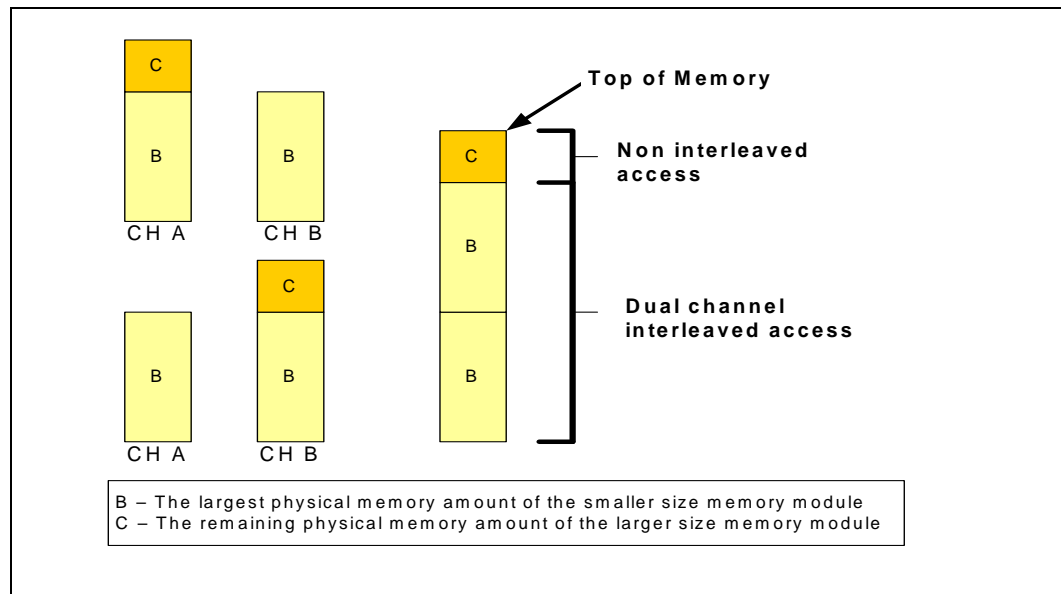 C
B
CH A
B
CH B
B
CH A
C
B
CH B
Top of Memory
C
B
B
Non interleaved
access
Dual channel
interleaved access
B – The largest physical memory amount of the smaller size memory module
C – The remaining physical memory amount of the larger size memory module